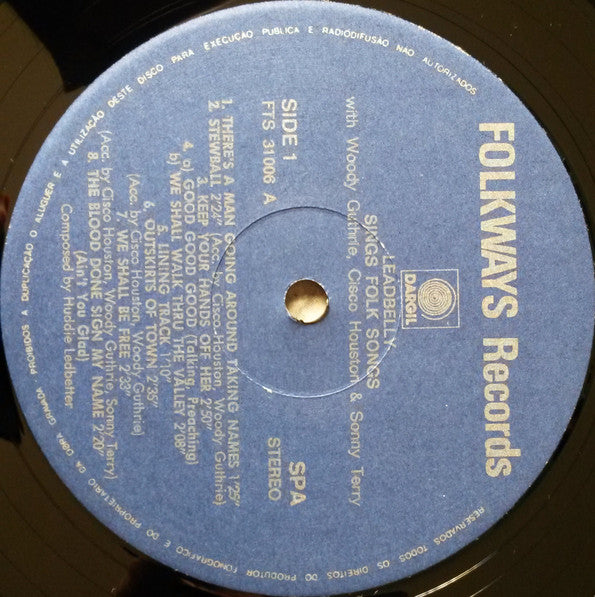 FOLKWAYS Records
DARGIL
LEADBELLY
SINGS FOLK SONGS
with Woody Guthrie, Cisco Houston & Sonny Terry
SIDE 1
FTS 31006 A
SPA
STEREO
1. THERE'S A MAN GOING AROUND TAKING NAMES 1'25"
2. STEWBALL 2'24" (Acc. by Cisco Houston, Woody Guthrie)
3. KEEP YOUR HANDS OFF HER 2'50"
4. a) GOOD GOOD GOOD (Talking, Preaching)
b) WE SHALL WALK THRU THE VALLEY 2'08"
5. LINING TRACK 1'10"
6. OUTSKIRTS OF TOWN 2'35"
(Acc. by Cisco Houston, Woody Guthrie)
7. WE SHALL BE FREE 2'33"
(Acc. by Cisco Houston, Woody Guthrie, Sonny Terry)
8. THE BLOOD DONE SIGN MY NAME 2'20"
(Ain't You Glad)
Composed by Huddie Ledbetter
RESERVADOS TODOS OS DIREITOS DO PRODUTOR FONOGRÁFICO E DO PROPRIETÁRIO DA OBRA GRAVADA PROIBIDOS A DUPLICAÇÃO O ALUGUER E A UTILIZAÇÃO DESTE DISCO PARA EXECUÇÃO PUBLICA E RADIODIFUSÃO NAO AUTORIZADOS